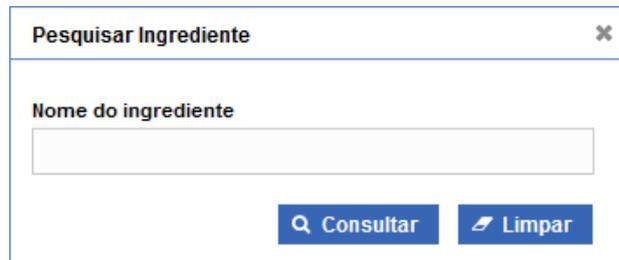 Pesquisar Ingrediente
Nome do ingrediente
Consultar Limpar